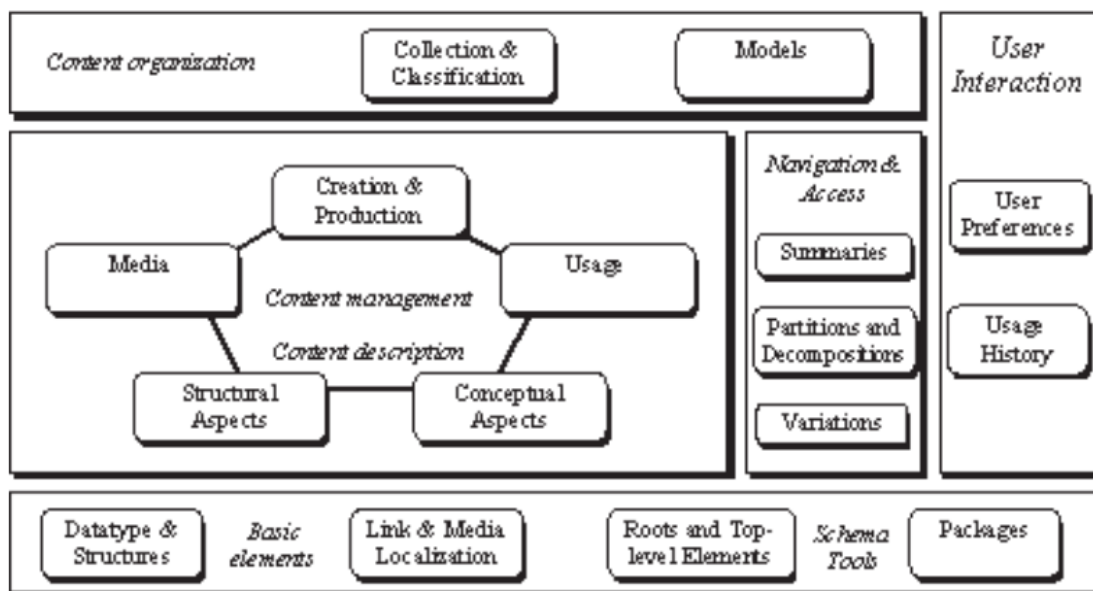 Content organization
Collection &
Classification
Models
User
Interaction
Creation &
Production
Media
Usage
Content management
Content description
Structural
Aspects
Conceptual
Aspects
Navigation &
Access
Summaries
Partitions and
Decompositions
Variations
User
Preferences
Usage
History
Datatype &
Structures
Basic
elements
Link & Media
Localization
Roots and Top-
level Elements
Schema
Tools
Packages